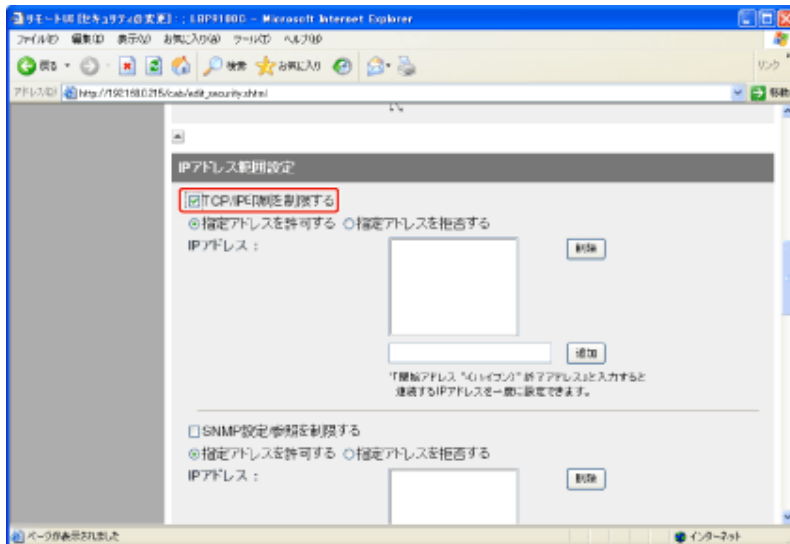 リモートUI [セキュリティの変更] : ; LBP9100C - Microsoft Internet Explorer
ファイル(F) 編集(E) 表示(V) お気に入り(A) ツール(T) ヘルプ(H)
戻る 検索 お気に入り リンク
アドレス(D) http://192.168.0.215/cab/edit_security.shtml 移動
IPアドレス範囲設定
TCP/IP印刷を制限する
指定アドレスを許可する 指定アドレスを拒否する
IPアドレス : 削除
追加
"「開始アドレス "-(ハイフン)" 終了アドレス」と入力すると
連続するIPアドレスを一度に設定できます。
SNMP設定/参照を制限する
指定アドレスを許可する 指定アドレスを拒否する
IPアドレス : 削除
ページが表示されました インターネット